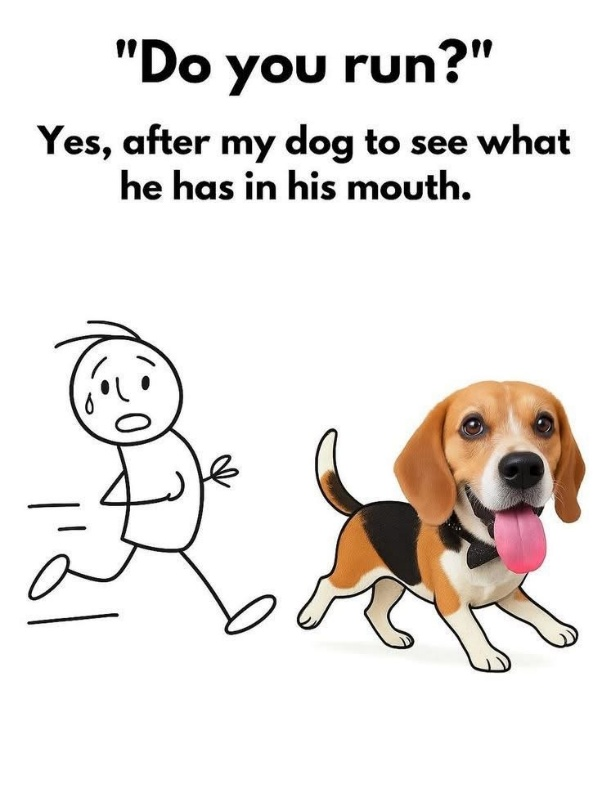 "Do you run?"
Yes, after my dog to see what
he has in his mouth.